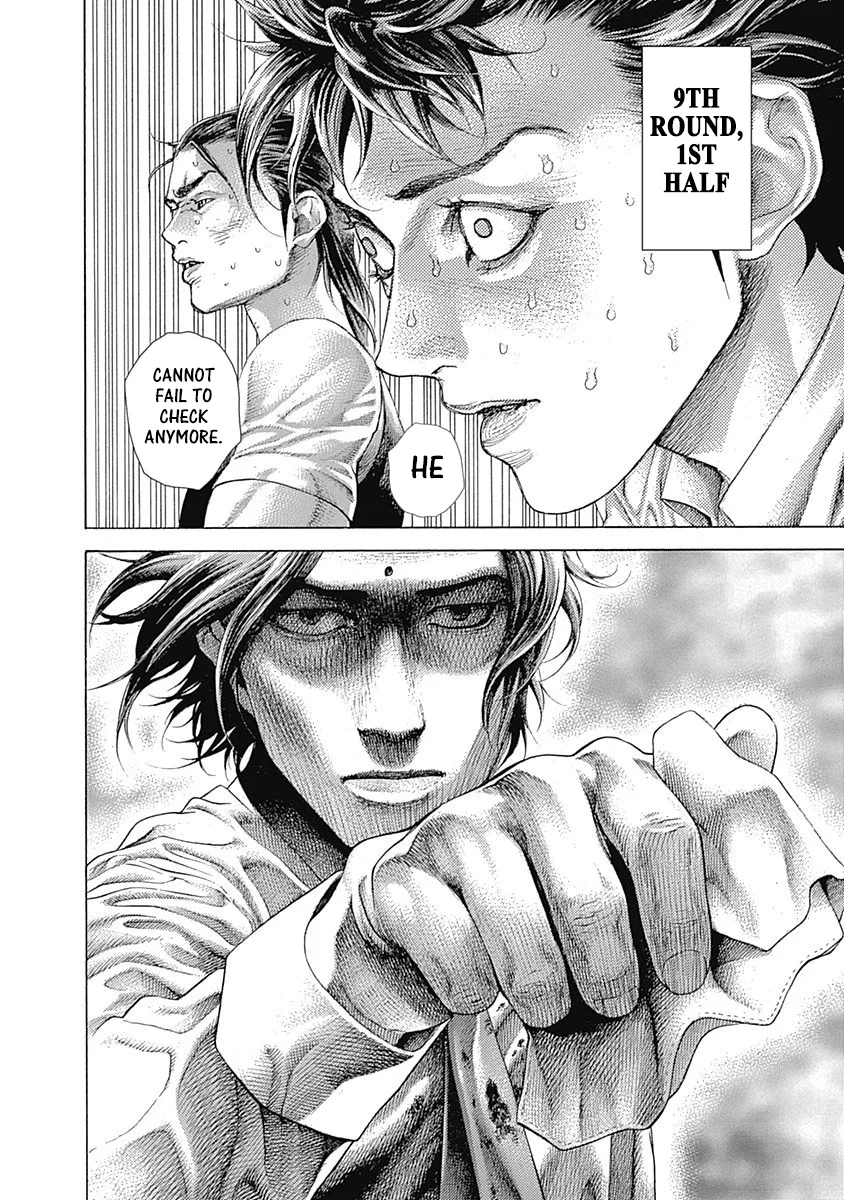 9TH
ROUND,
1ST
HALF
HE
CANNOT
FAIL TO
CHECK
ANYMORE.